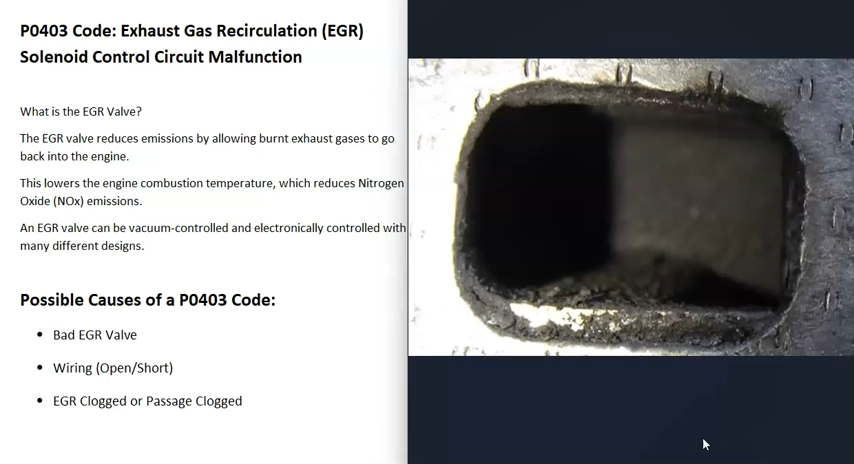 P0403 Code: Exhaust Gas Recirculation (EGR)
Solenoid Control Circuit Malfunction
What is the EGR Valve?
The EGR valve reduces emissions by allowing burnt exhaust gases to go
back into the engine.
This lowers the engine combustion temperature, which reduces Nitrogen
Oxide (NOx) emissions.
An EGR valve can be vacuum-controlled and electronically controlled with
many different designs.
Possible Causes of a P0403 Code:
• Bad EGR Valve
• Wiring (Open/Short)
• EGR Clogged or Passage Clogged